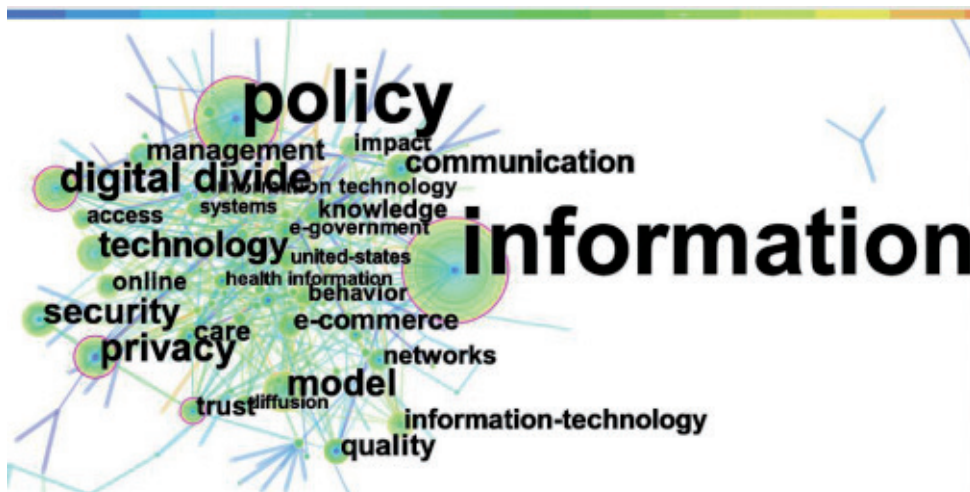 policy
impact
management
communication
digital divide
information technology
access
systems
knowledge
information
e-government
technology
united-states
health information
online
behavior
security
e-commerce
care
privacy
networks
model
trust
diffusion
information-technology
quality